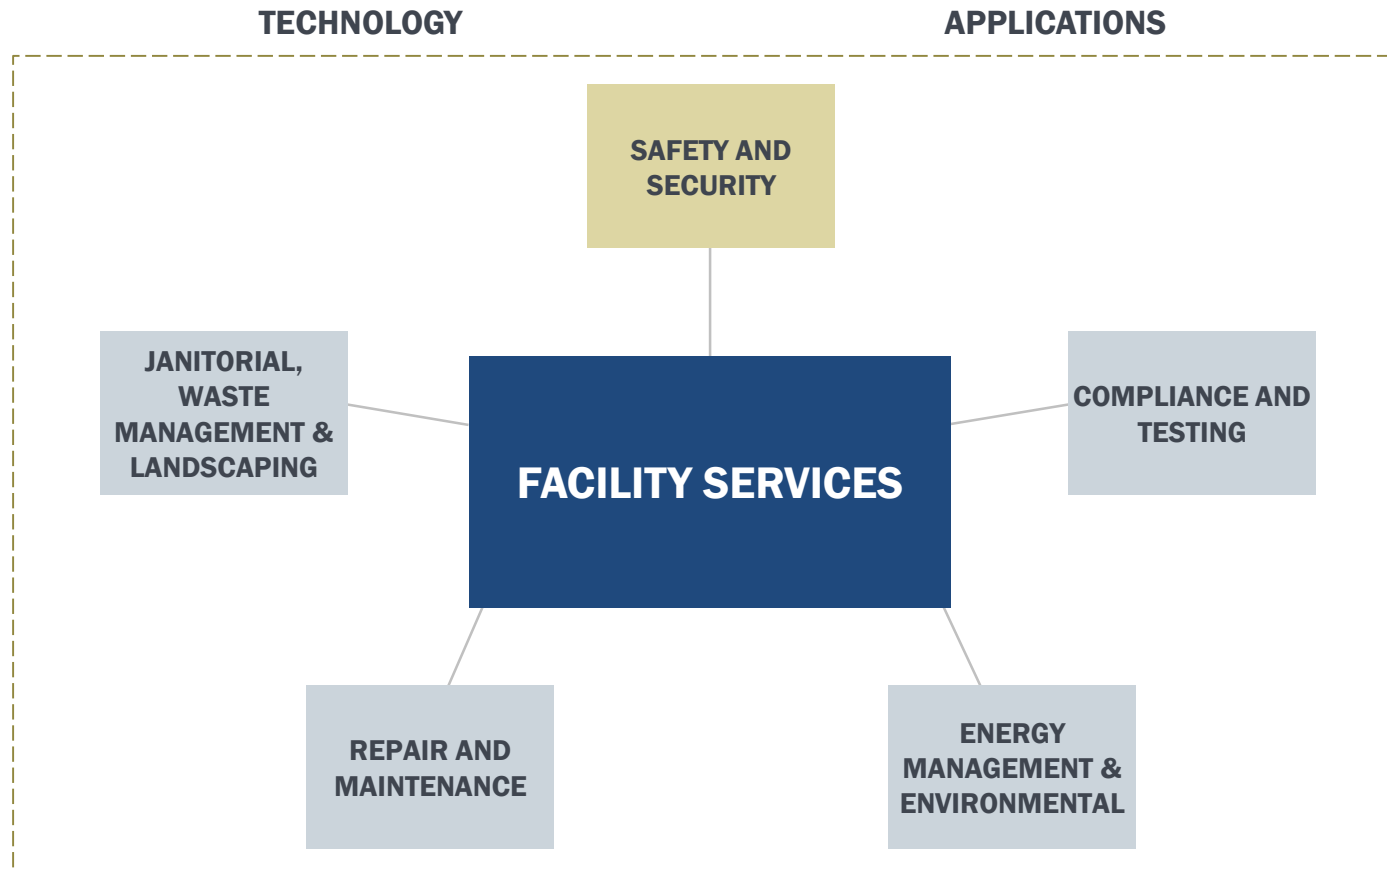 TECHNOLOGY
APPLICATIONS
SAFETY AND
SECURITY
JANITORIAL,
WASTE
MANAGEMENT &
LANDSCAPING
COMPLIANCE AND
TESTING
FACILITY SERVICES
REPAIR AND
MAINTENANCE
ENERGY
MANAGEMENT &
ENVIRONMENTAL